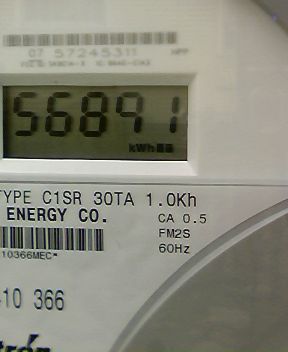 07 57245311
56891
kWh
TYPE C1SR 30TA 1.0Kh
ENERGY CO. CA 0.5
FM2S
10366MEC* 60Hz
10 366
tron